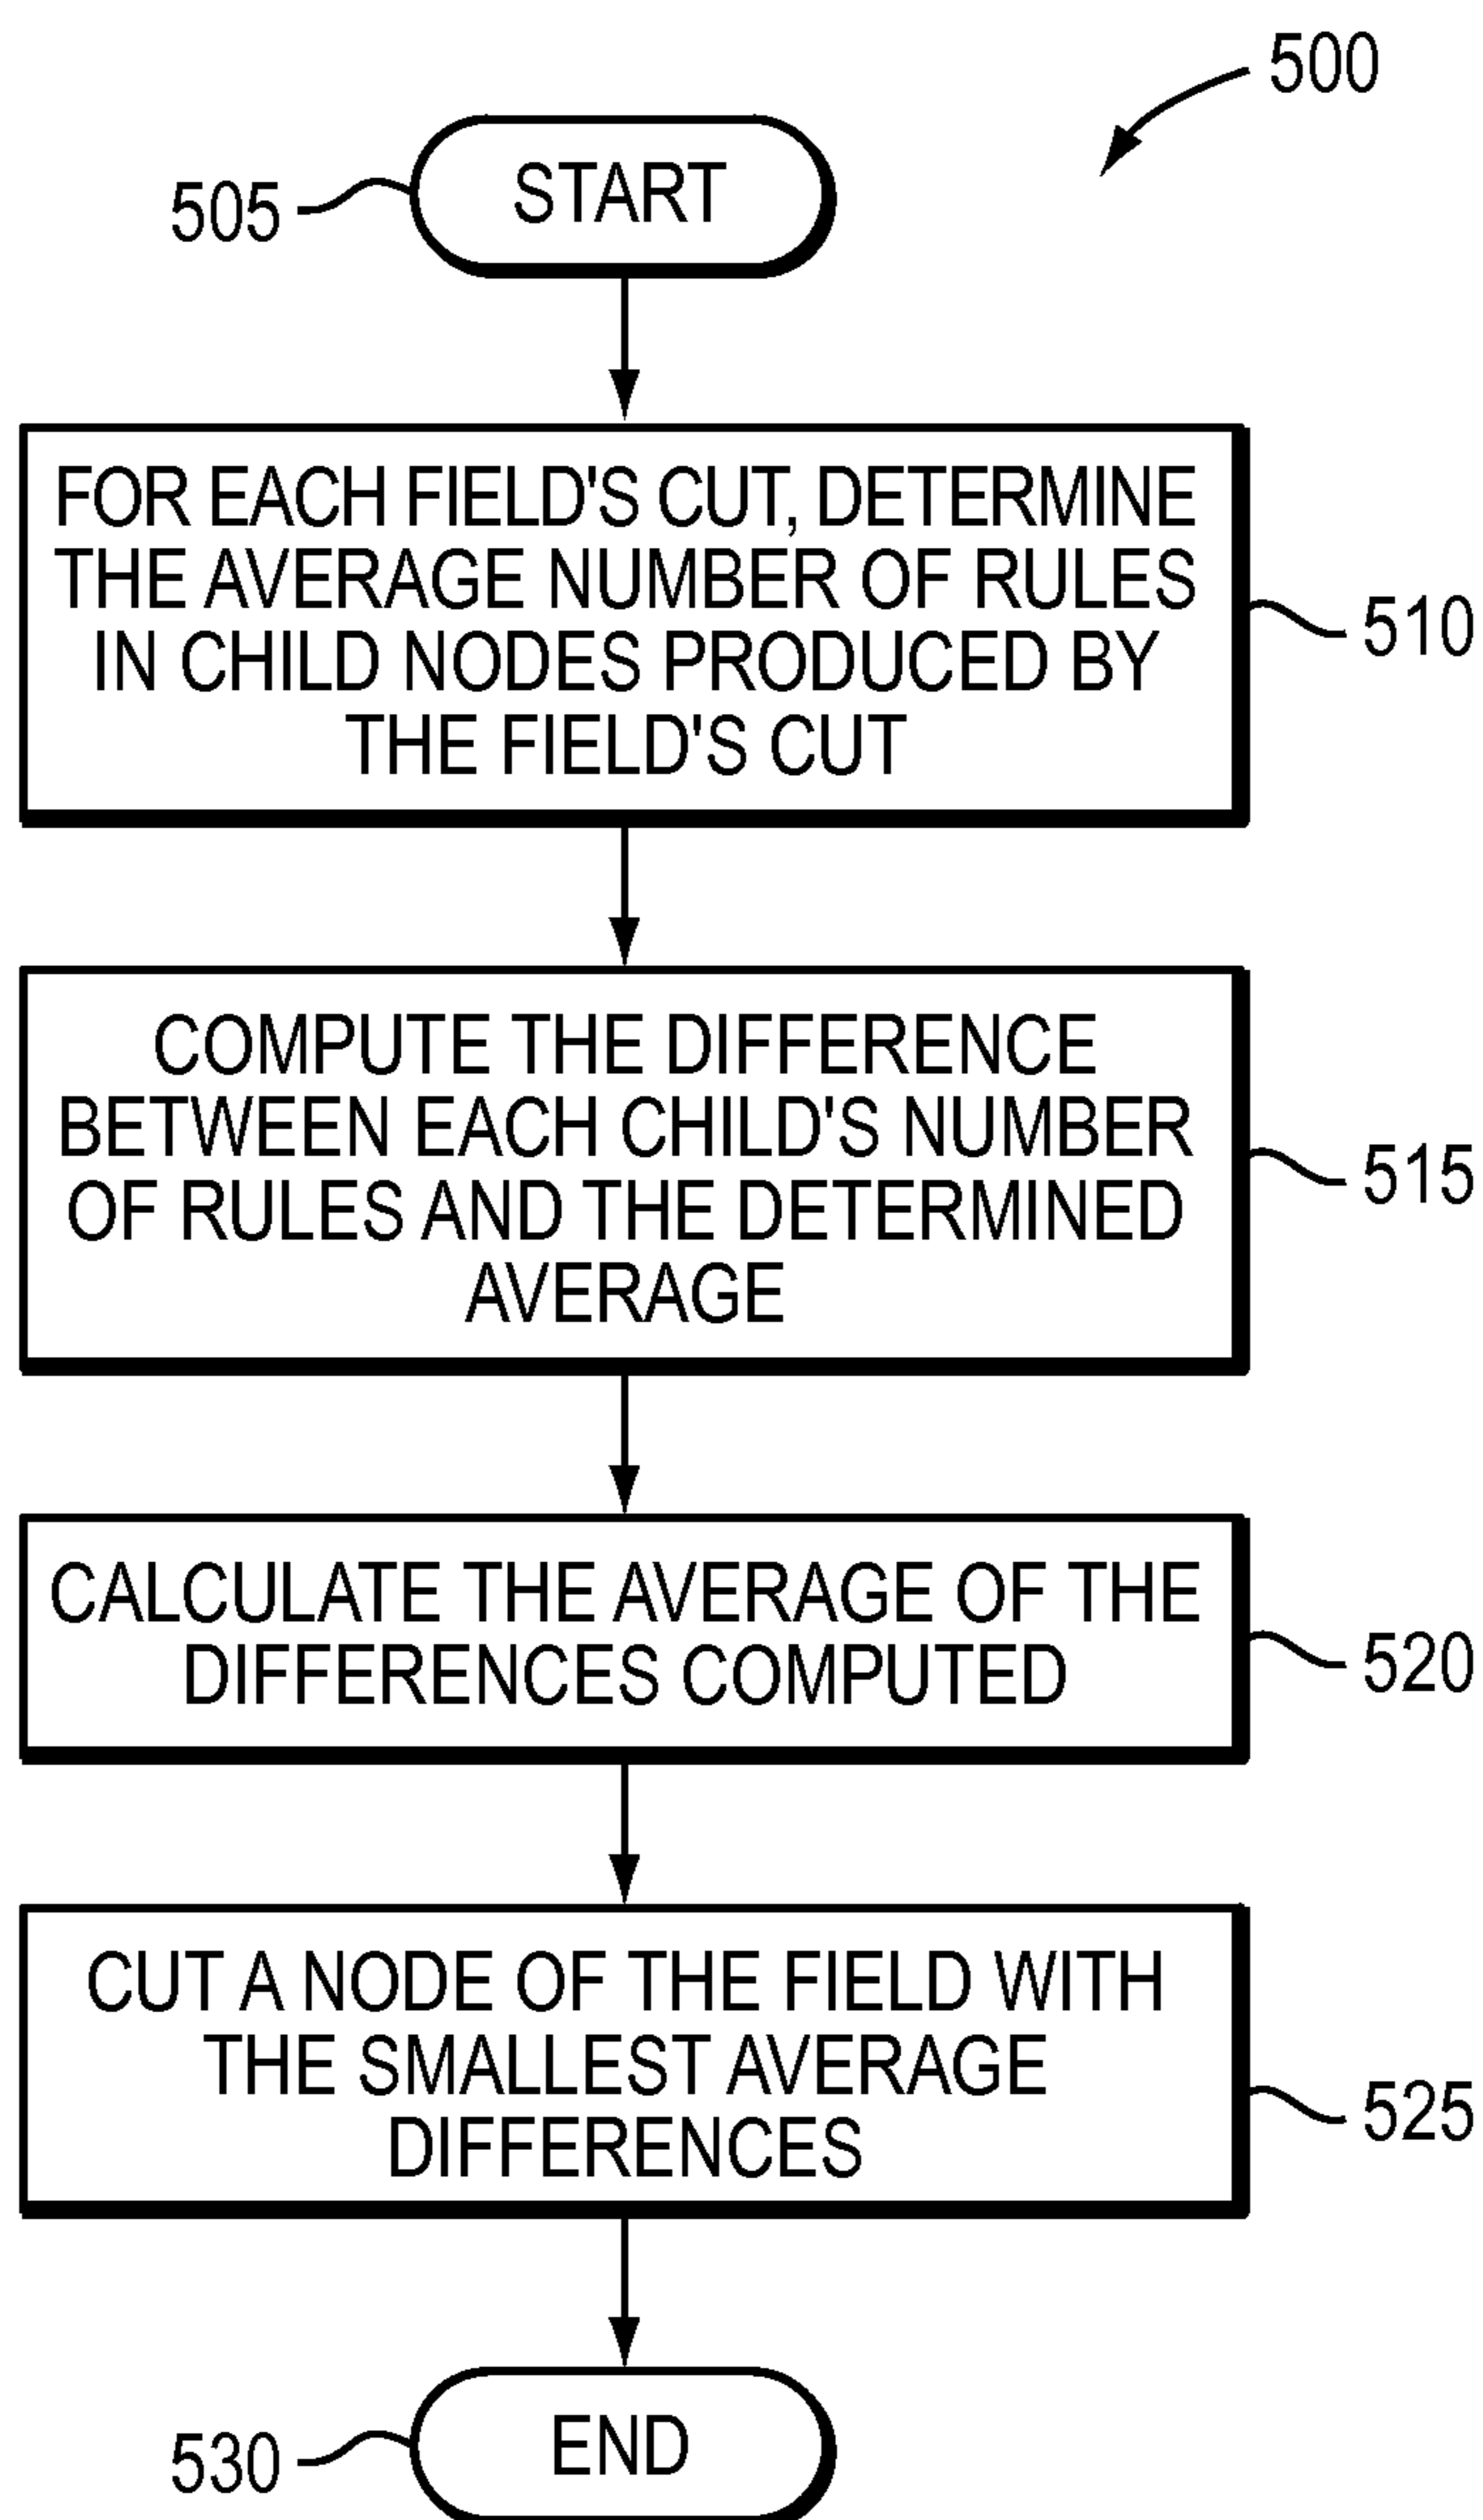 500
505
START
FOR EACH FIELD'S CUT, DETERMINE
THE AVERAGE NUMBER OF RULES
IN CHILD NODES PRODUCED BY
THE FIELD'S CUT
510
COMPUTE THE DIFFERENCE
BETWEEN EACH CHILD'S NUMBER
OF RULES AND THE DETERMINED
AVERAGE
515
CALCULATE THE AVERAGE OF THE
DIFFERENCES COMPUTED
520
CUT A NODE OF THE FIELD WITH
THE SMALLEST AVERAGE
DIFFERENCES
525
530
END